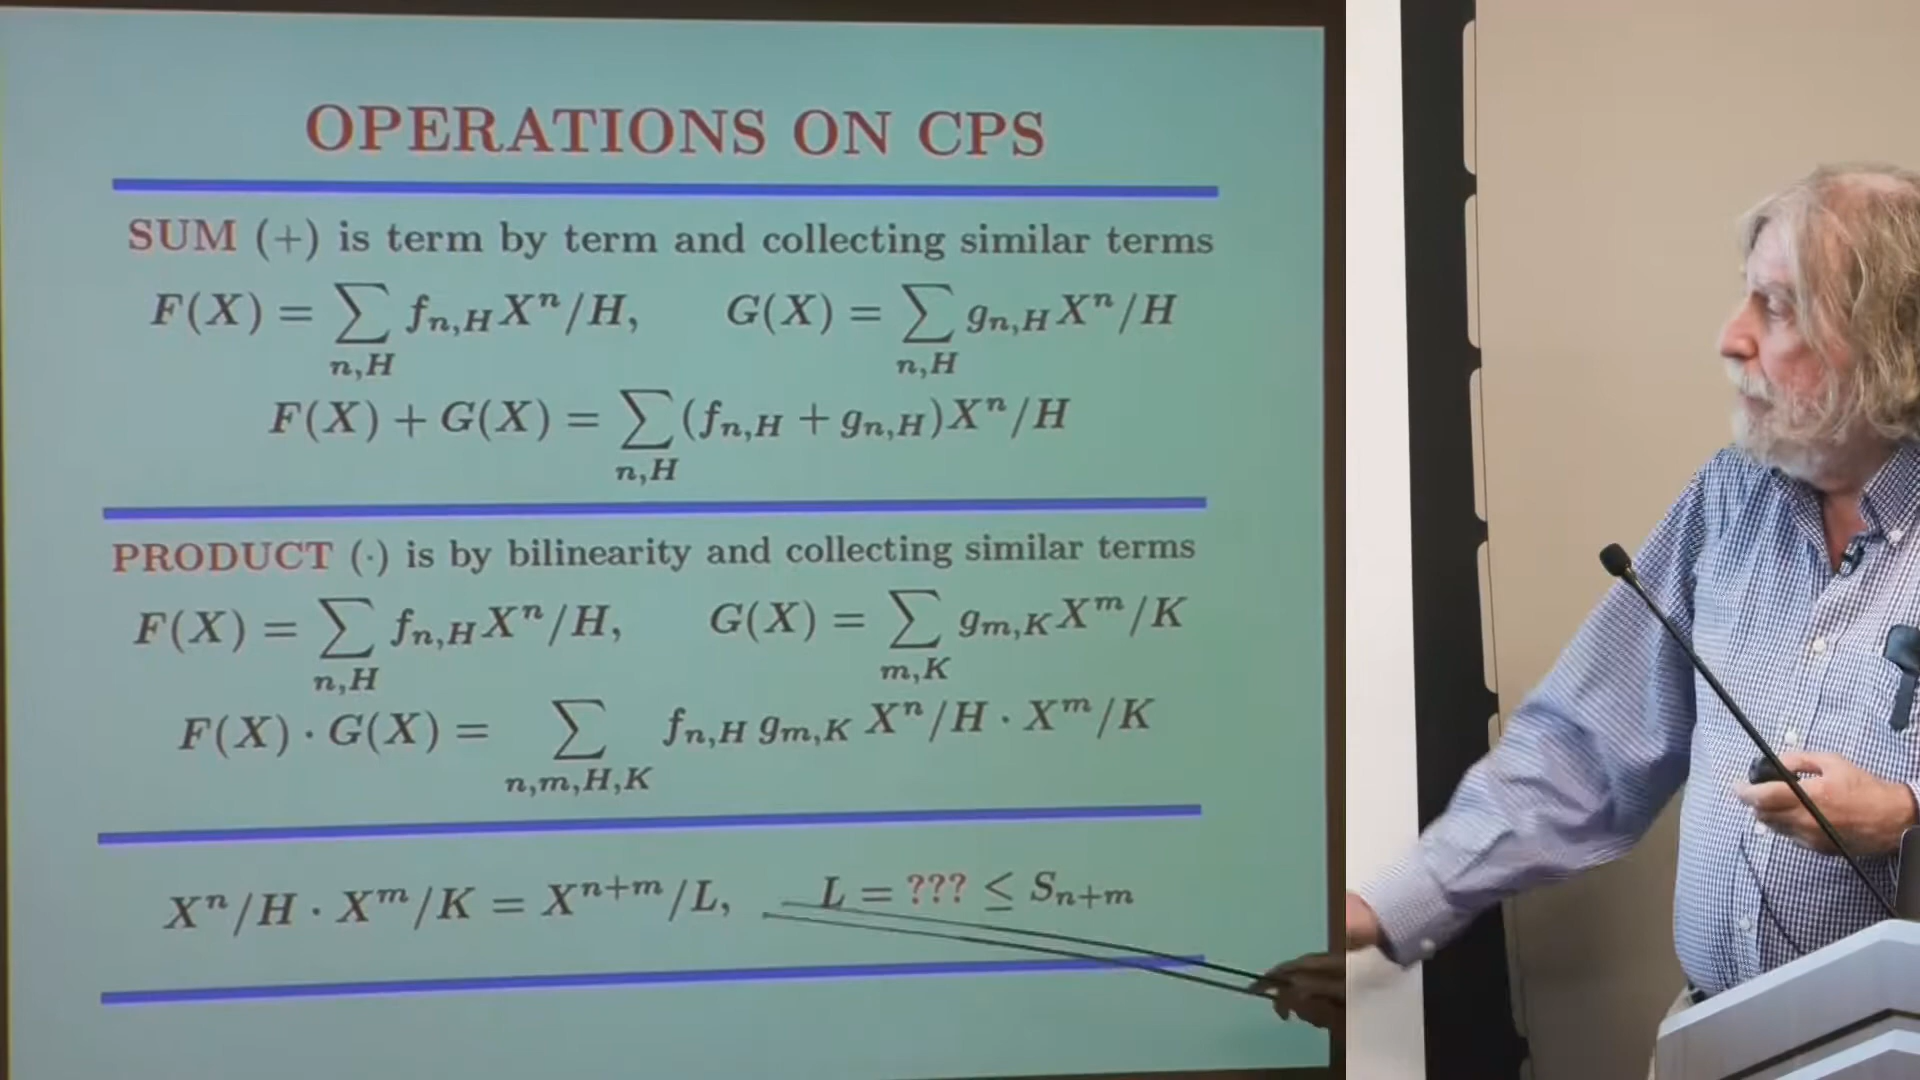 OPERATIONS ON CPS
SUM (+) is term by term and collecting similar terms
F(X) = ∑_{n,H} f_{n,H} X^n/H, G(X) = ∑_{n,H} g_{n,H} X^n/H
F(X) + G(X) = ∑_{n,H} (f_{n,H} + g_{n,H}) X^n/H
PRODUCT (·) is by bilinearity and collecting similar terms
F(X) = ∑_{n,H} f_{n,H} X^n/H, G(X) = ∑_{m,K} g_{m,K} X^m/K
F(X) · G(X) = ∑_{n,m,H,K} f_{n,H} g_{m,K} X^n/H · X^m/K
X^n/H · X^m/K = X^{n+m}/L, L = ??? ≤ S_{n+m}